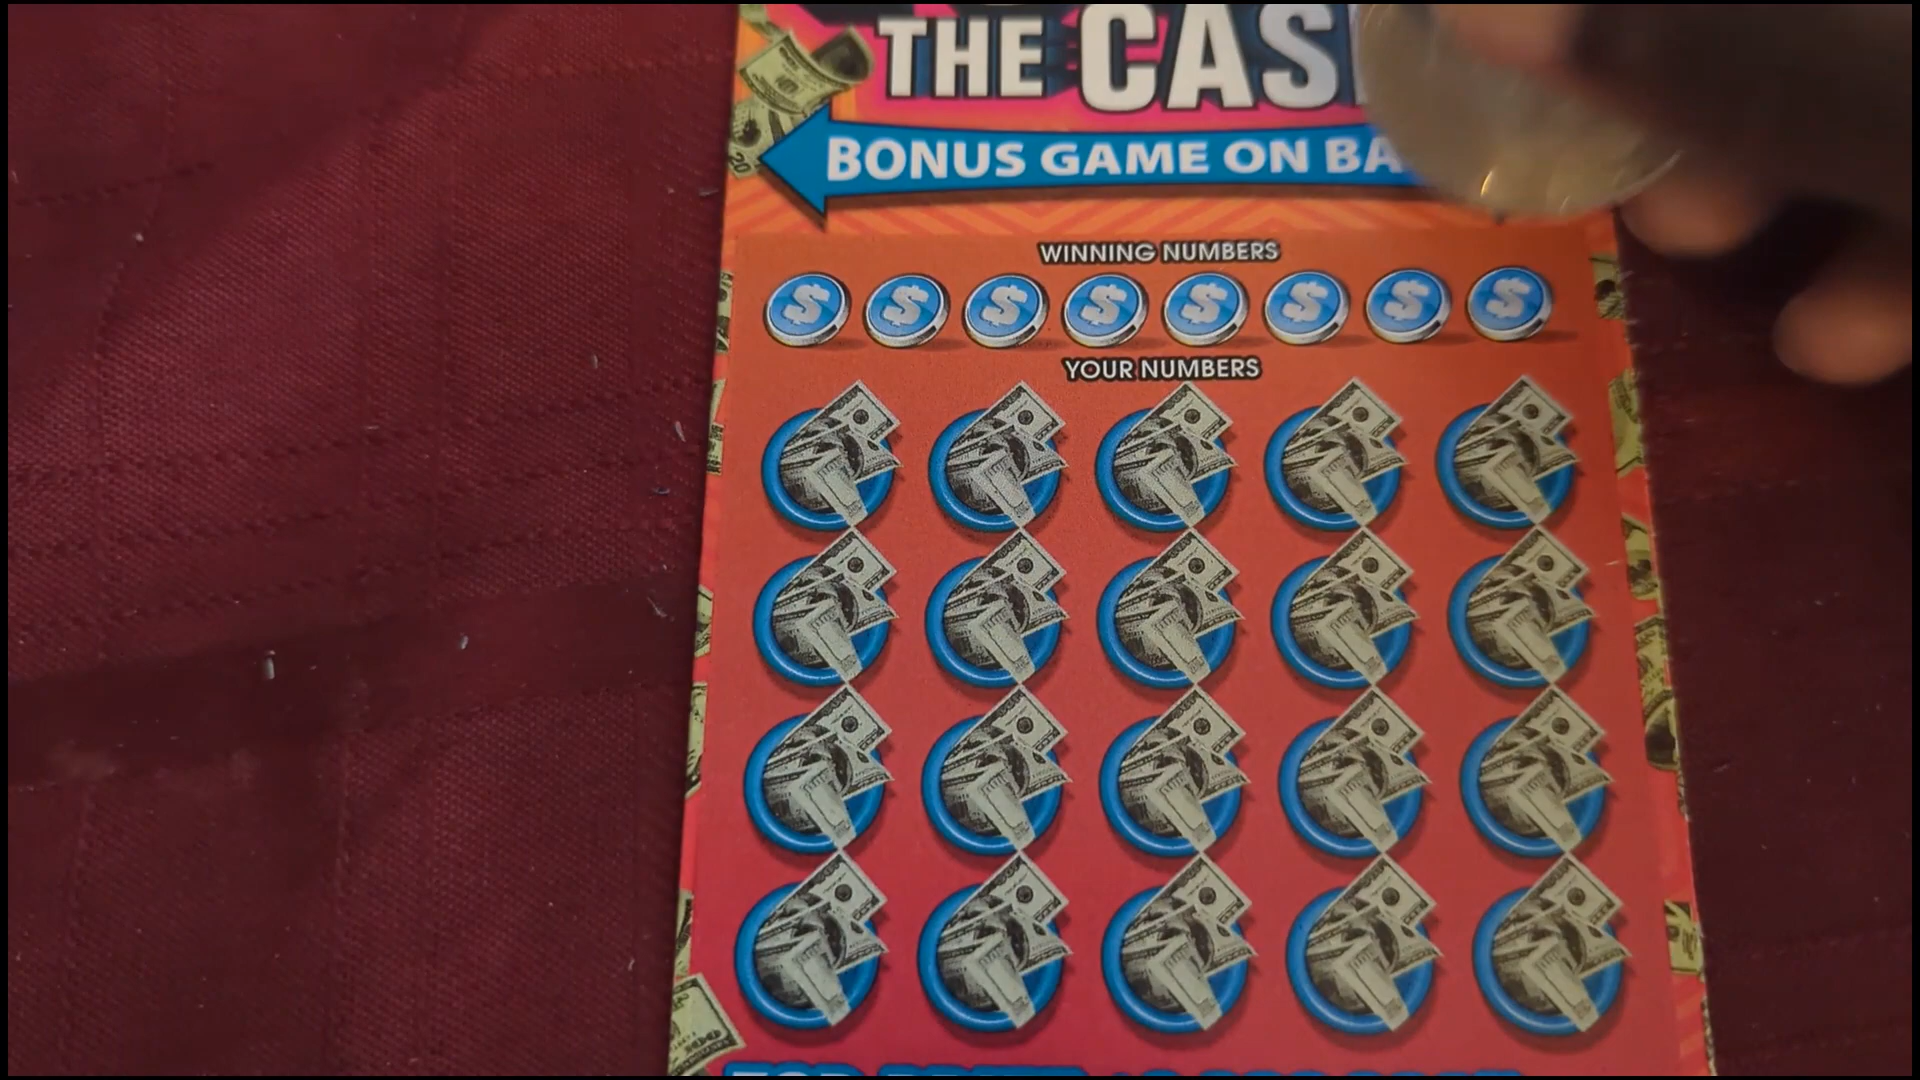 THE CAS
BONUS GAME ON BA
WINNING NUMBERS
YOUR NUMBERS